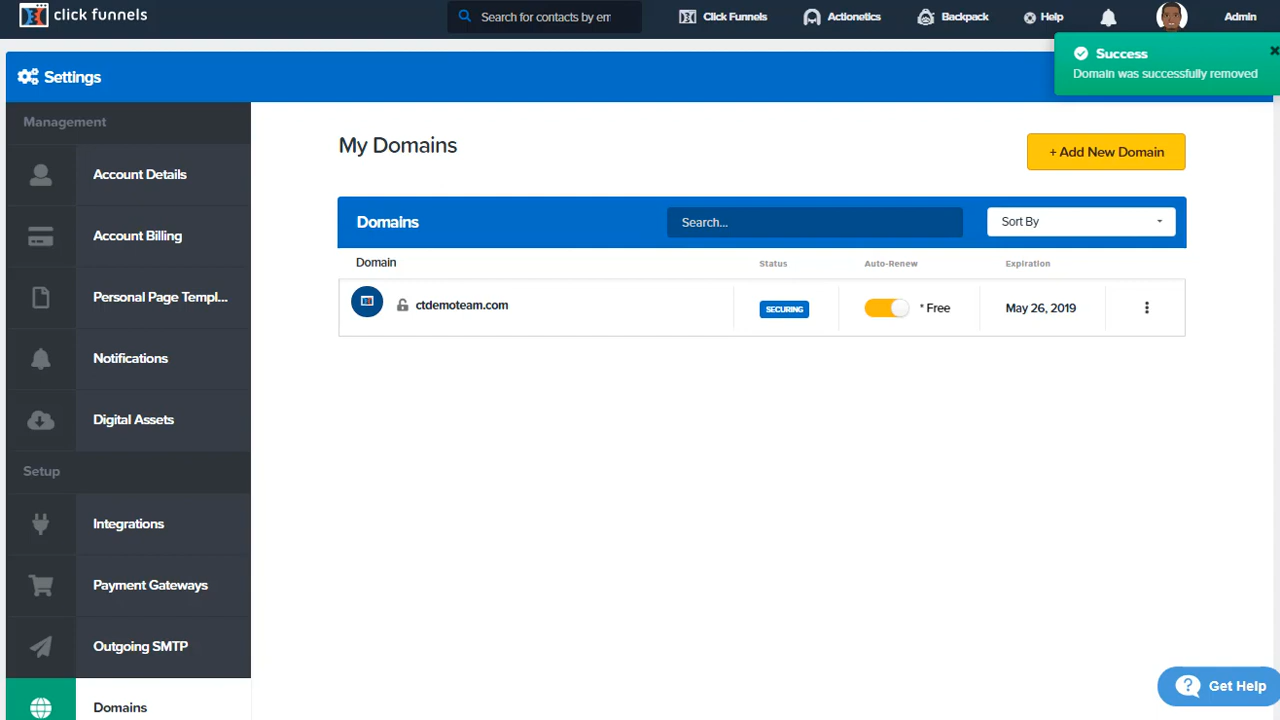 click funnels
Search for contacts by em
Click Funnels
Actionetics
Backpack
Help
Admin
Success
Domain was successfully removed
Settings
Management
Account Details
Account Billing
Personal Page Templ...
Notifications
Digital Assets
Setup
Integrations
Payment Gateways
Outgoing SMTP
Domains
My Domains
+ Add New Domain
Domains
Search...
Sort By
Domain
Status
Auto-Renew
Expiration
ctdemoteam.com
SECURING
* Free
May 26, 2019
Get Help